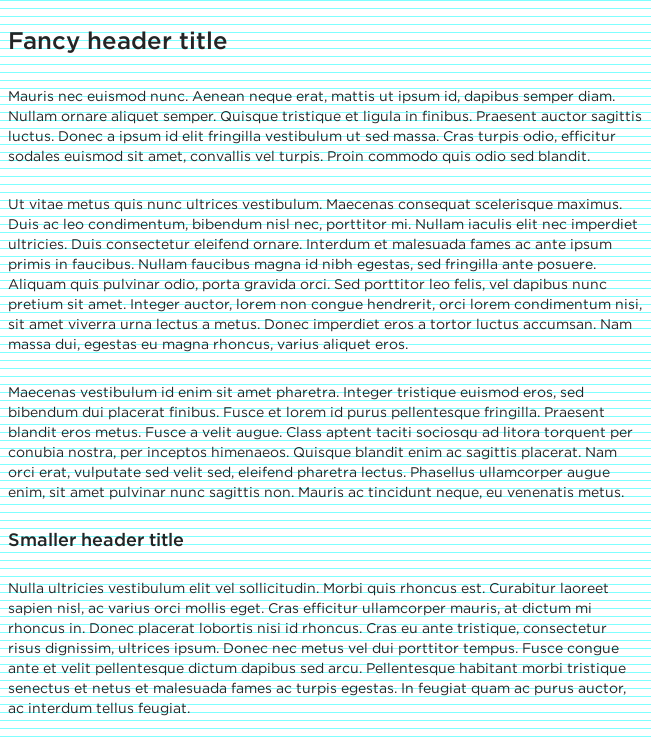 Fancy header title
Mauris nec euismod nunc. Aenean neque erat, mattis ut ipsum id, dapibus semper diam.
Nullam ornare aliquet semper. Quisque tristique et ligula in finibus. Praesent auctor sagittis
luctus. Donec a ipsum id elit fringilla vestibulum ut sed massa. Cras turpis odio, efficitur
sodales euismod sit amet, convallis vel turpis. Proin commodo quis odio sed blandit.
Ut vitae metus quis nunc ultrices vestibulum. Maecenas consequat scelerisque maximus.
Duis ac leo condimentum, bibendum nisl nec, porttitor mi. Nullam iaculis elit nec imperdiet
ultricies. Duis consectetur eleifend ornare. Interdum et malesuada fames ac ante ipsum
primis in faucibus. Nullam faucibus magna id nibh egestas, sed fringilla ante posuere.
Aliquam quis pulvinar odio, porta gravida orci. Sed porttitor leo felis, vel dapibus nunc
pretium sit amet. Integer auctor, lorem non congue hendrerit, orci lorem condimentum nisi,
sit amet viverra urna lectus a metus. Donec imperdiet eros a tortor luctus accumsan. Nam
massa dui, egestas eu magna rhoncus, varius aliquet eros.
Maecenas vestibulum id enim sit amet pharetra. Integer tristique euismod eros, sed
bibendum dui placerat finibus. Fusce et lorem id purus pellentesque fringilla. Praesent
blandit eros metus. Fusce a velit augue. Class aptent taciti sociosqu ad litora torquent per
conubia nostra, per inceptos himenaeos. Quisque blandit enim ac sagittis placerat. Nam
orci erat, vulputate sed velit sed, eleifend pharetra lectus. Phasellus ullamcorper augue
enim, sit amet pulvinar nunc sagittis non. Mauris ac tincidunt neque, eu venenatis metus.
Smaller header title
Nulla ultricies vestibulum elit vel sollicitudin. Morbi quis rhoncus est. Curabitur laoreet
sapien nisl, ac varius orci mollis eget. Cras efficitur ullamcorper mauris, at dictum mi
rhoncus in. Donec placerat lobortis nisi id rhoncus. Cras eu ante tristique, consectetur
risus dignissim, ultrices ipsum. Donec nec metus vel dui porttitor tempus. Fusce congue
ante et velit pellentesque dictum dapibus sed arcu. Pellentesque habitant morbi tristique
senectus et netus et malesuada fames ac turpis egestas. In feugiat quam ac purus auctor,
ac interdum tellus feugiat.